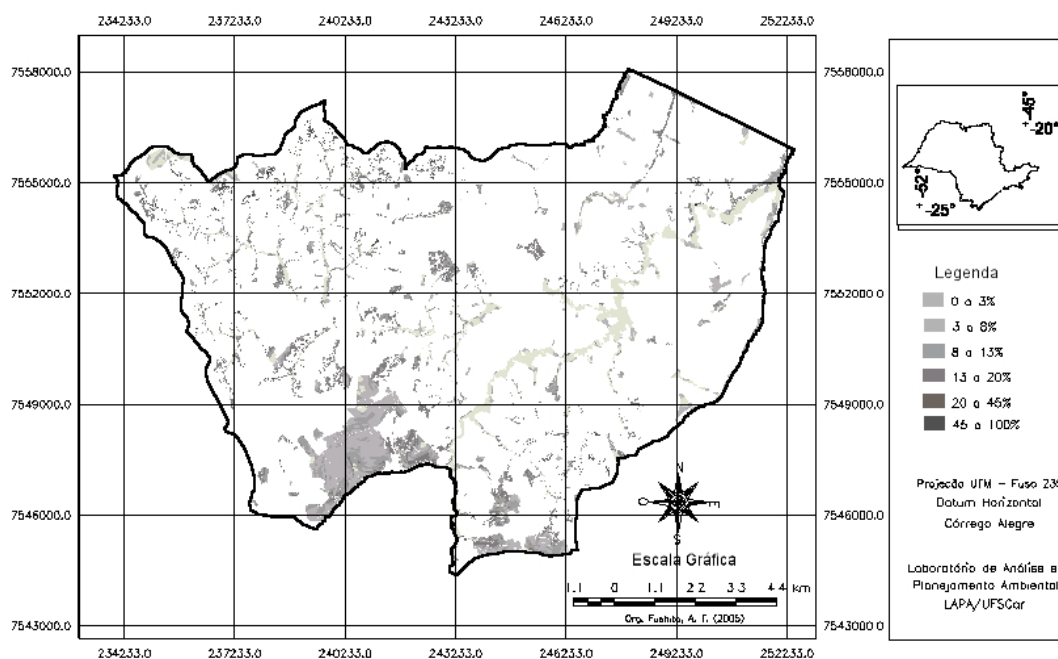 234233.0 237233.0 240233.0 243233.0 246233.0 249233.0 252233.0
7558000.0 7558000.0
7555000.0 7555000.0
7552000.0 7552000.0
7549000.0 7549000.0
7546000.0 7546000.0
7543000.0 7543000.0
234233.0 237233.0 240233.0 243233.0 246233.0 249233.0 252233.0
N
O E
S
Escala Gráfica
1.1 0 1.1 2.2 3.3 4.4 km
Org. Fushita, A. T. (2005)
-45°
-20°
-52°
-25°
Legenda
0 a 3%
3 a 8%
8 a 13%
13 a 20%
20 a 45%
45 a 100%
Projecão UTM – Fuso 23S
Datum Horizontal
Córrego Alegre
Laboratório de Análise e
Planejamento Ambiental
LAPA/UFSCar